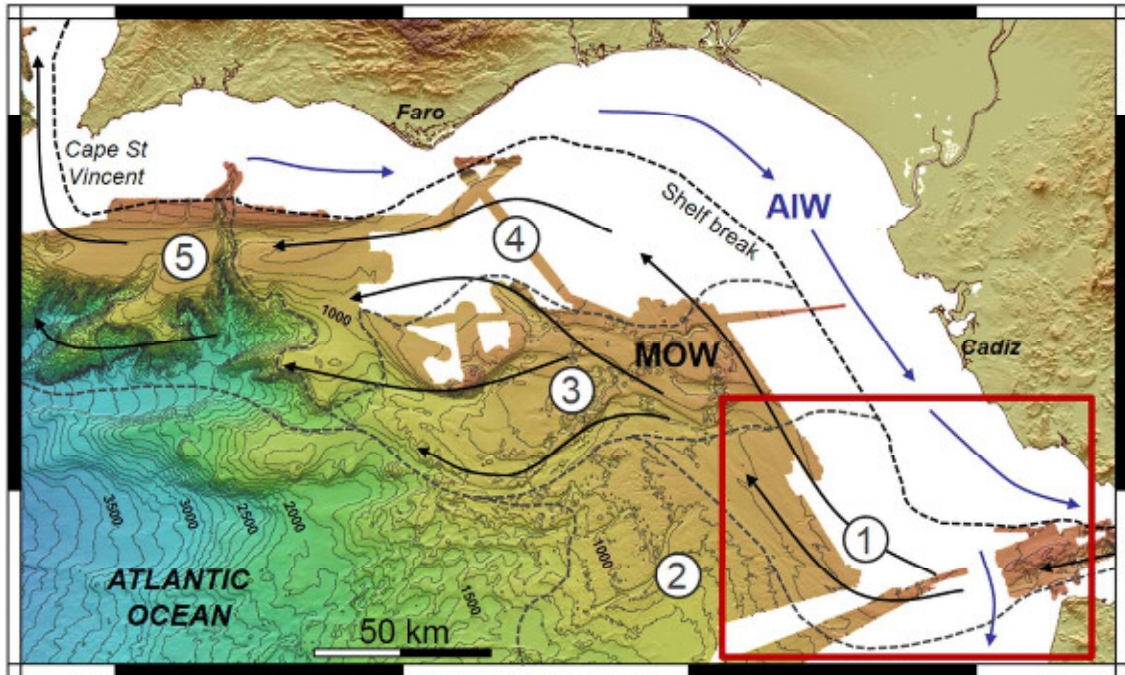 Faro
Cape St
Vincent
AIW
Shelf break
4
5
1000
MOW
Cadiz
3
1
1000
2
3500
3000
2500
2000
1500
ATLANTIC
OCEAN
50 km